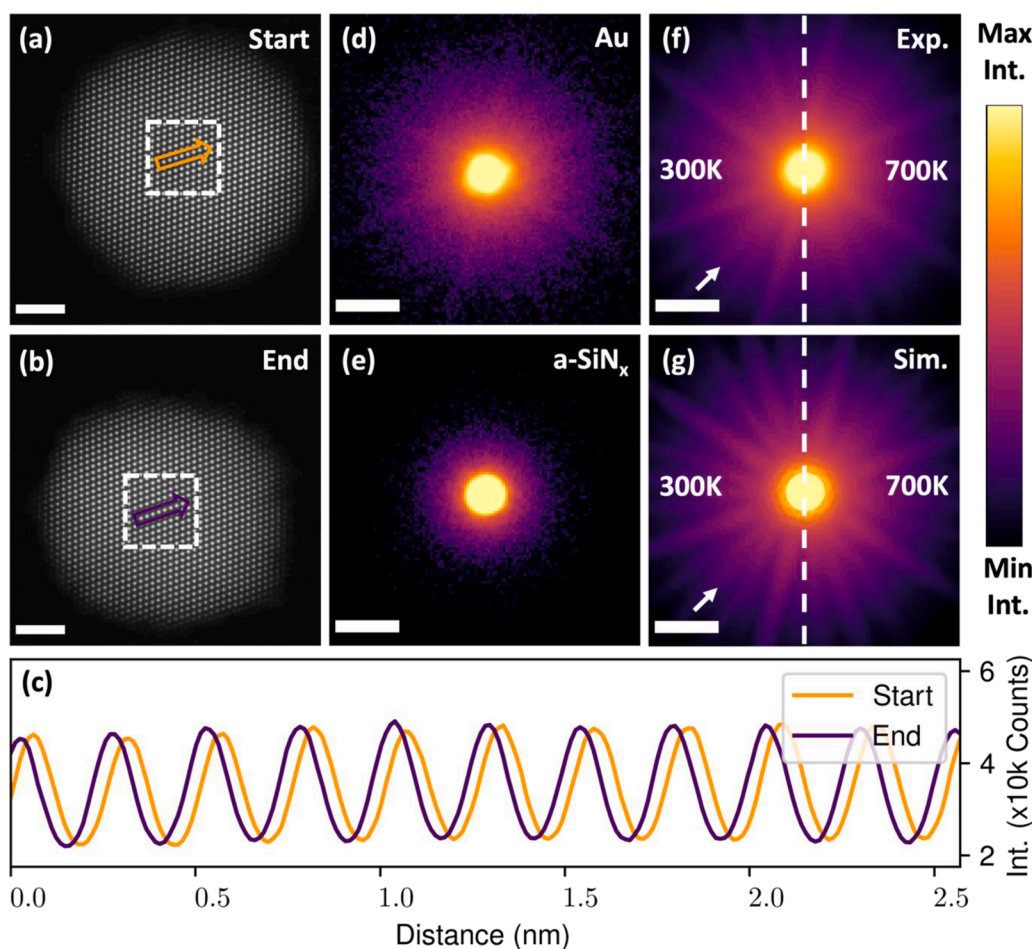 (a) Start
(d) Au
(f) Exp.
Max
Int.
300K 700K
(b) End
(e) a-SiNₓ
(g) Sim.
300K 700K
Min
Int.
(c)
Start
End
6
4
2
Int. (x10k Counts)
0.0 0.5 1.0 1.5 2.0 2.5
Distance (nm)